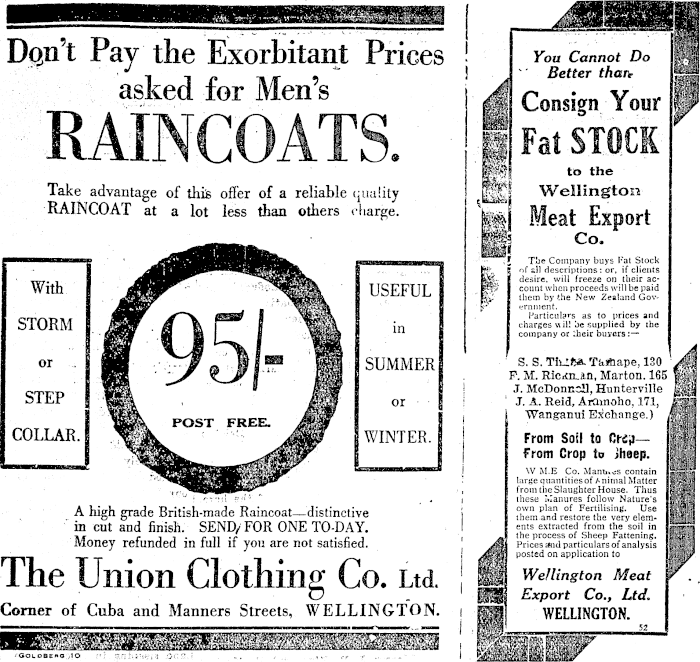 Don't Pay the Exorbitant Prices
asked for Men's
RAINCOATS.
Take advantage of this offer of a reliable quality
RAINCOAT at a lot less than others charge.
With
STORM
or
STEP
COLLAR.
95/-
POST FREE.
USEFUL
in
SUMMER
or
WINTER.
A high grade British-made Raincoat—distinctive
in cut and finish. SEND FOR ONE TO-DAY.
Money refunded in full if you are not satisfied.
The Union Clothing Co. Ltd.
Corner of Cuba and Manners Streets, WELLINGTON.
GOLDBERG 10
You Cannot Do
Better than
Consign Your
Fat STOCK
to the
Wellington
Meat Export
Co.
The Company buys Fat Stock
of all descriptions: or, if clients
desire, will freeze on their ac-
count when proceeds will be paid
them by the New Zealand Gov-
ernment.
Particulars as to prices and
charges will be supplied by the
company or their buyers:—
S. S. Taihape, 130
F. M. Rickman, Marton. 165
J. McDonnell, Hunterville
J. A. Reid, Aramoho, 171,
Wanganui Exchange.)
From Soil to Crop—
From Crop to Sheep.
W M.E Co. Manures contain
large quantities of Animal Matter
from the Slaughter House. Thus
these Manures follow Nature's
own plan of Fertilising. Use
them and restore the very elem-
ents extracted from the soil in
the process of Sheep Fattening.
Prices and particulars of analysis
posted on application to
Wellington Meat
Export Co., Ltd.
WELLINGTON.
52